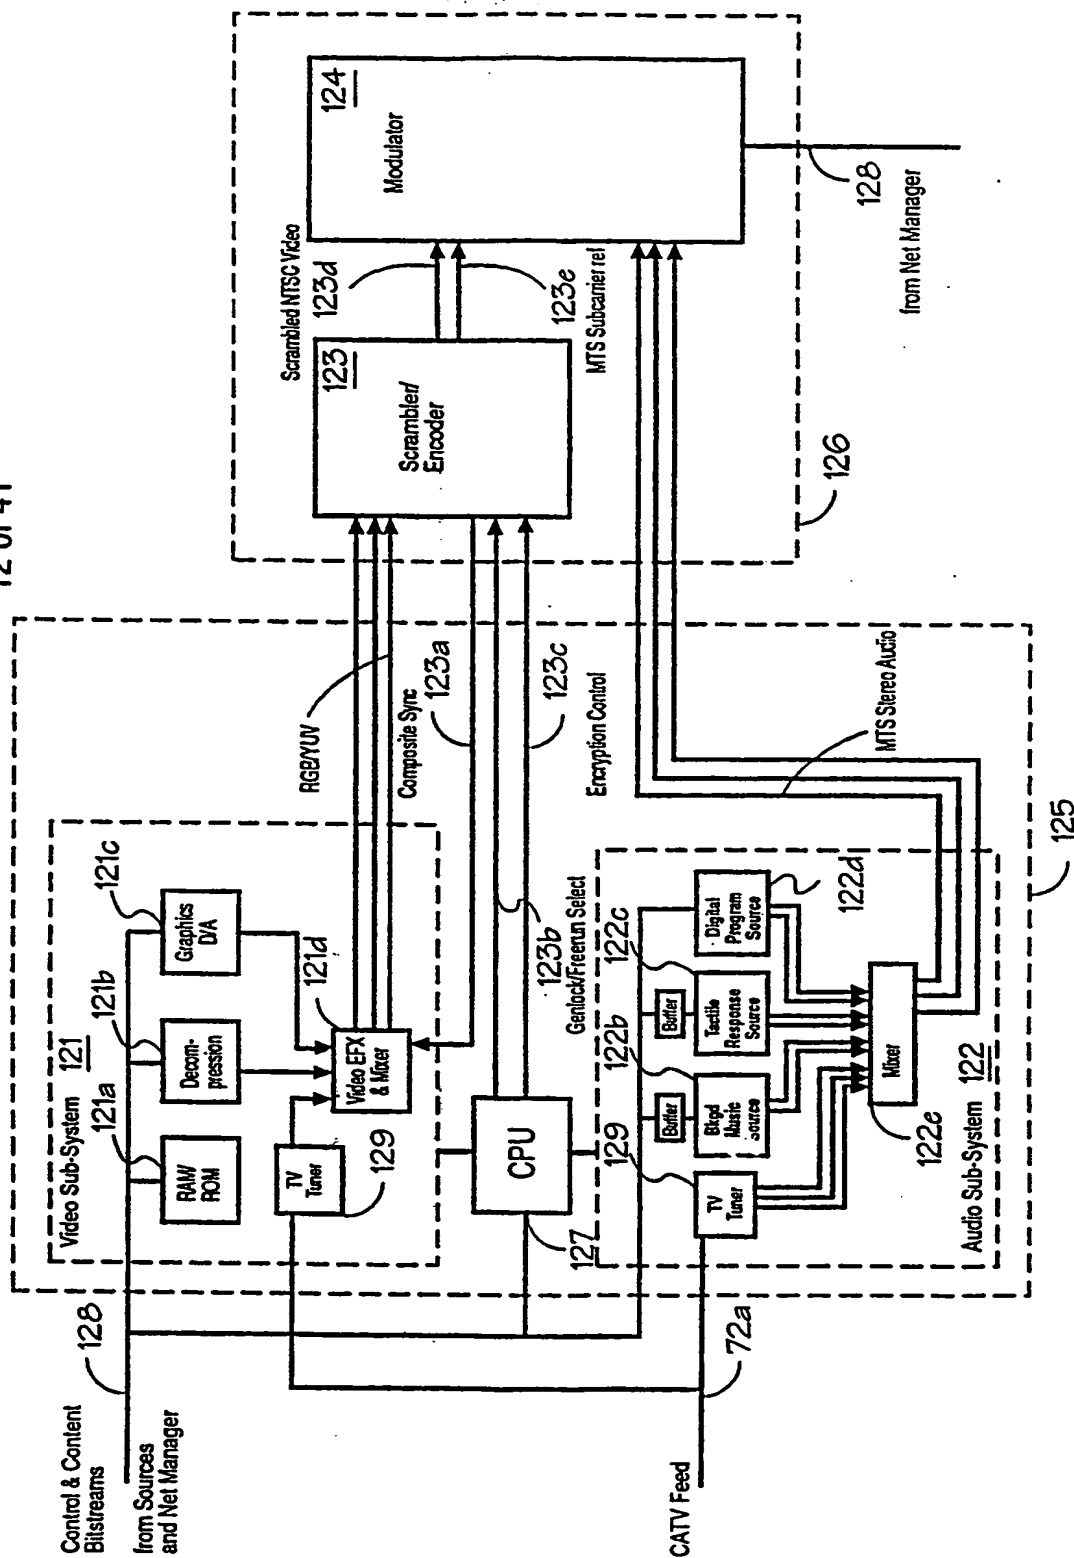 12 of 41
Control & Content
Bitstreams
from Sources
and Net Manager
128
Video Sub-System 121
121a
RAM/
ROM
121b
Decom-
pression
121c
Graphics
D/A
TV
Tuner
129
121d
Video EFX
& Mixer
RGB/YUV
Composite Sync
123a
CPU
127
123b
Genlock/Freerun Select
123c
Encryption Control
Scrambler/
Encoder
123
Scrambled NTSC Video
123d
123e
MTS Subcarrier ref
Modulator
124
128
from Net Manager
126
CATV Feed
72a
129
TV
Tuner
122b
Buffer
Bkgd
Music
Source
122c
Buffer
Tactile
Response
Source
Digital
Program
Source
122d
Mixer
122e
Audio Sub-System 122
MTS Stereo Audio
125